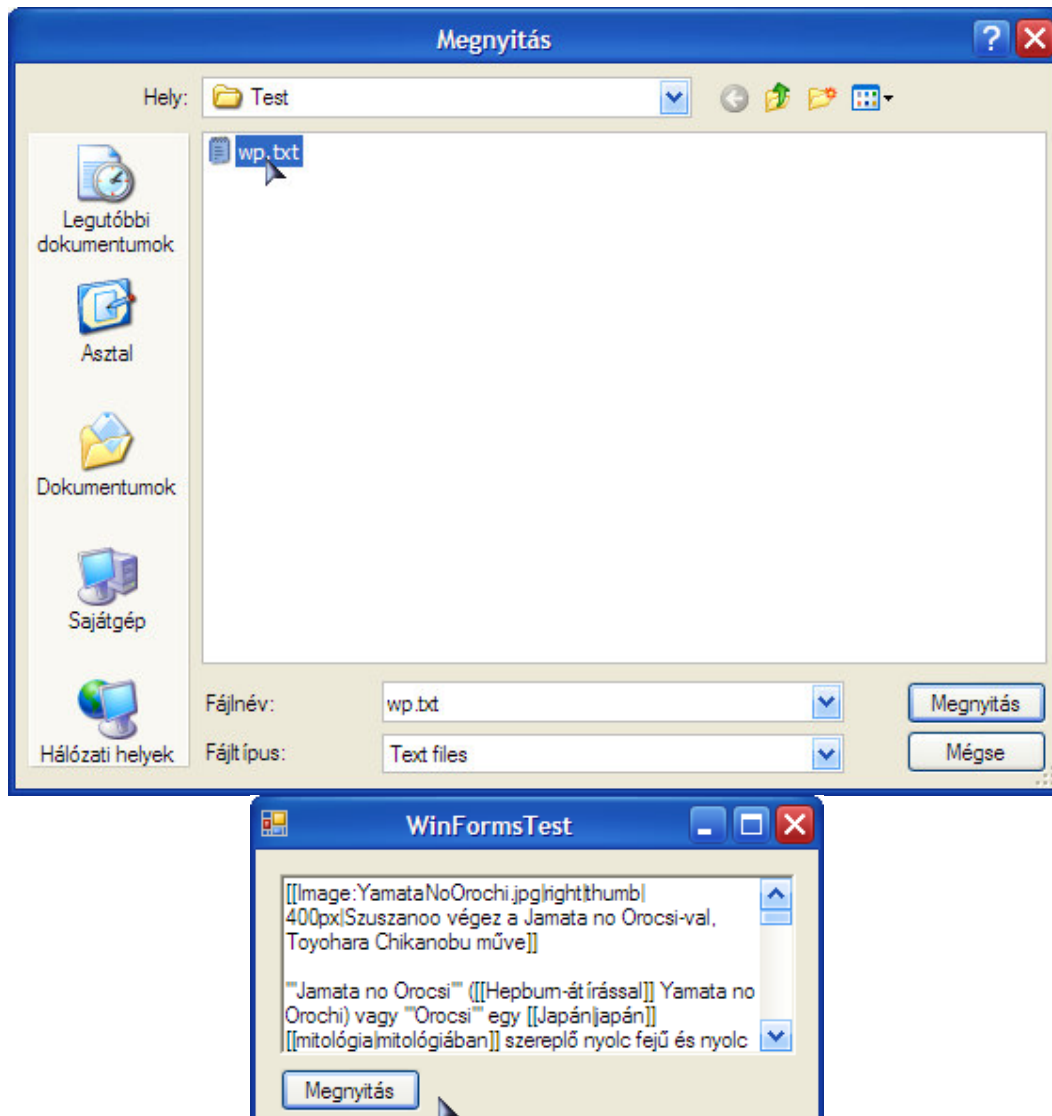 Megnyitás
Hely: Test
wp.txt
Legutóbbi
dokumentumok
Asztal
Dokumentumok
Sajátgép
Hálózati helyek
Fájlnév: wp.txt Megnyitás
Fájltípus: Text files Mégse
WinFormsTest
[[Image:YamataNoOrochi.jpg|right|thumb|
400px|Szuszanoo végez a Jamata no Orocsi-val,
Toyohara Chikanobu műve]]
'''Jamata no Orocsi''' ([[Hepburn-átírással]] Yamata no
Orochi) vagy '''Orocsi''' egy [[Japán|japán]]
[[mitológia|mitológiában]] szereplő nyolc fejű és nyolc
Megnyitás